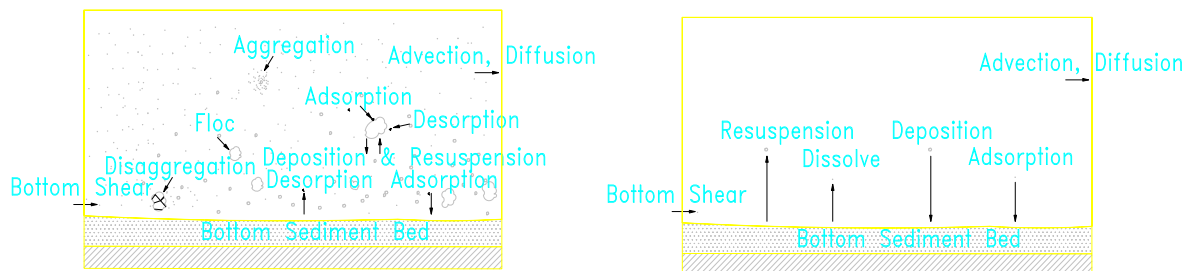 Aggregation
Advection, Diffusion
Adsorption
Desorption
Floc
Deposition & Resuspension
Disaggregation
Desorption Adsorption
Bottom Shear
Bottom Sediment Bed
Advection, Diffusion
Resuspension
Deposition
Dissolve
Adsorption
Bottom Shear
Bottom Sediment Bed